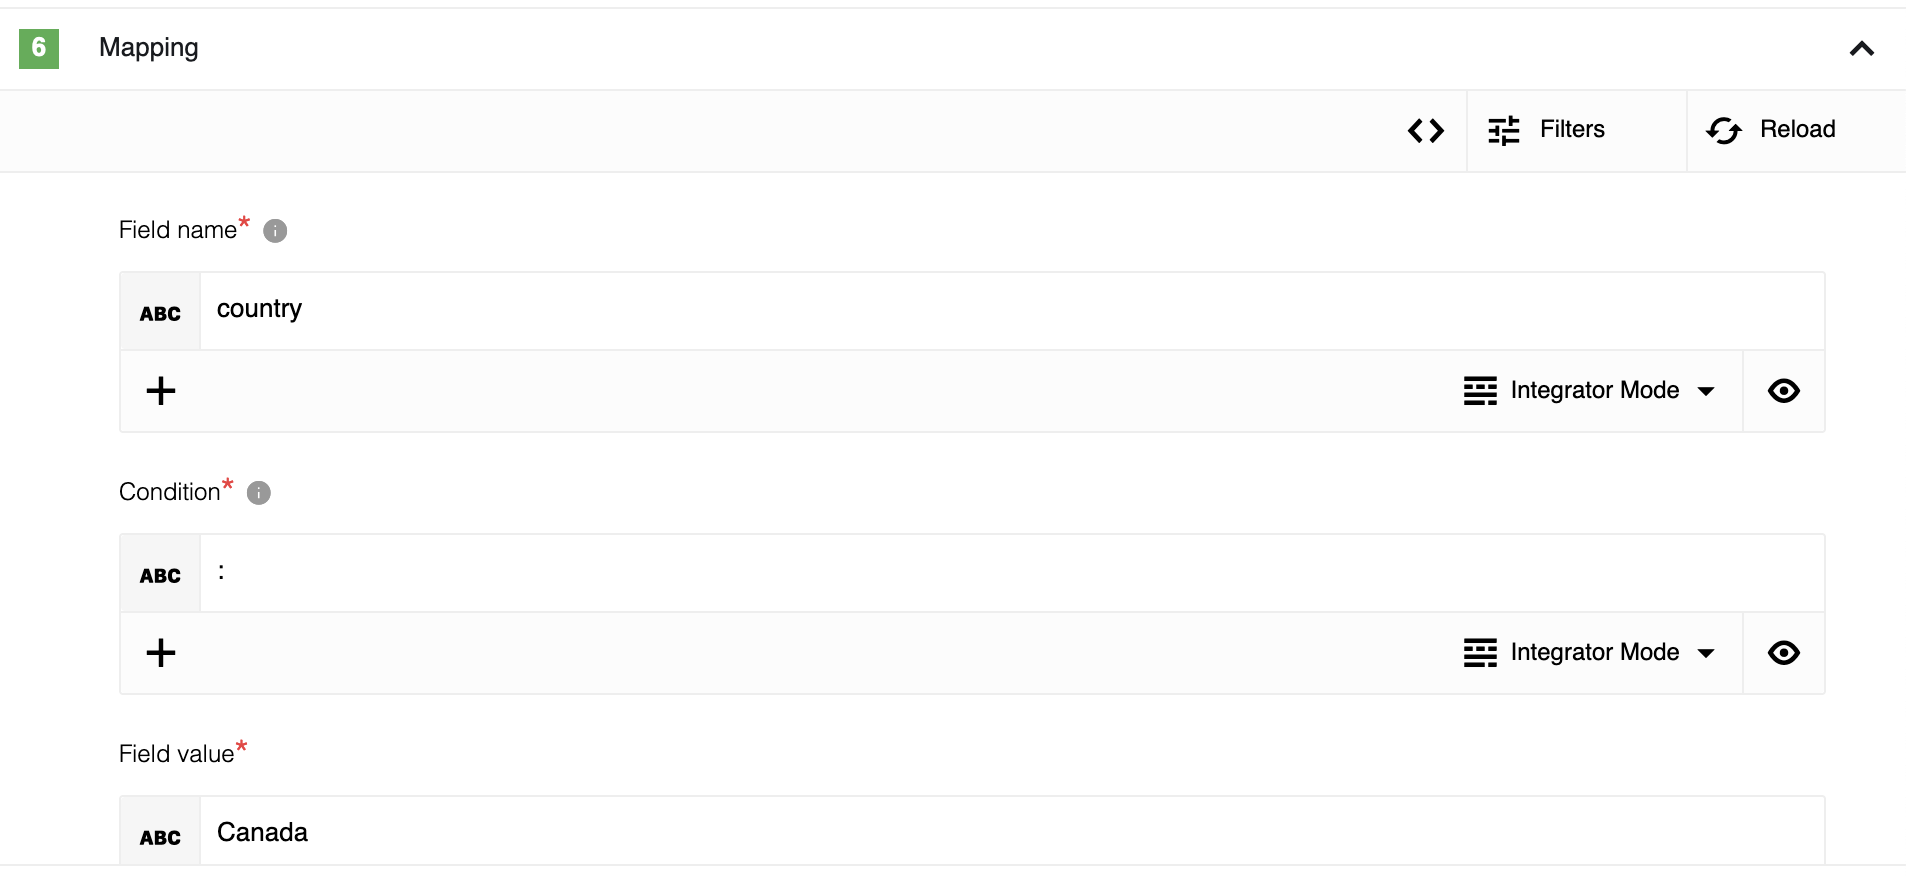 6 Mapping
<> Filters Reload
Field name* i
ABC country
+ Integrator Mode
Condition* i
ABC :
+ Integrator Mode
Field value*
ABC Canada